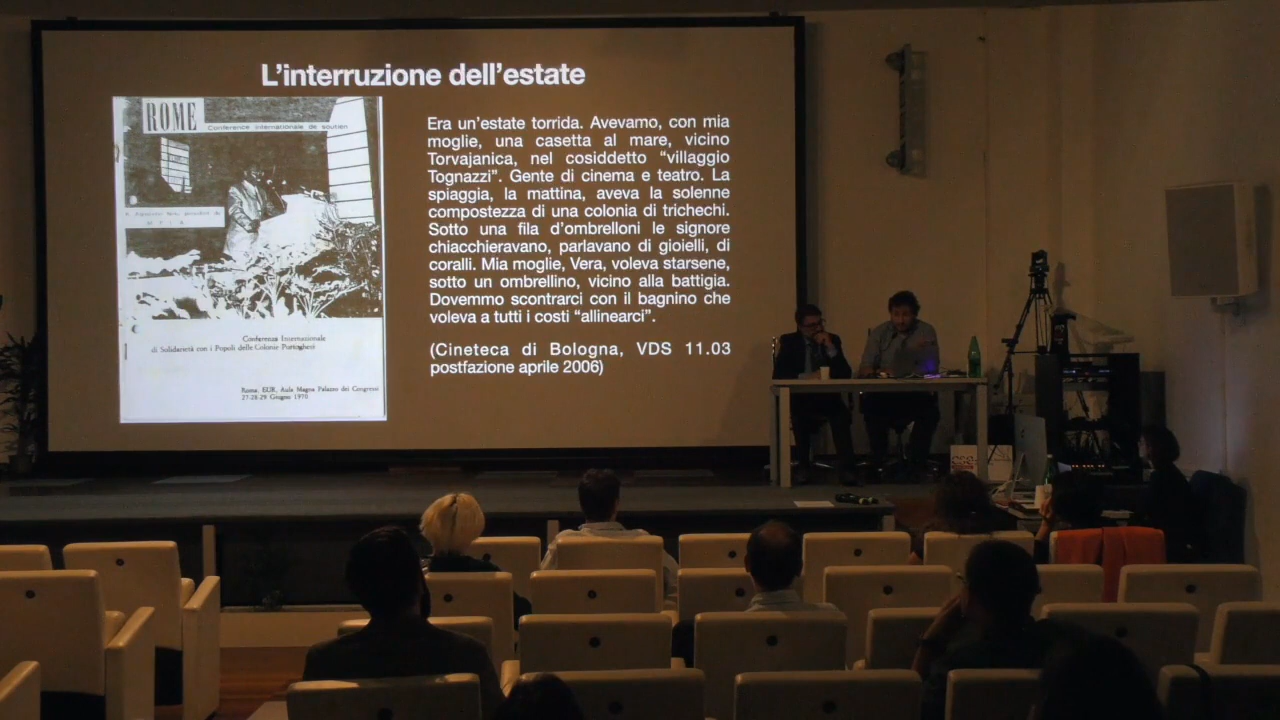 L'interruzione dell'estate
ROME
Conference internationale de soutien
M P L A
Conferenza Internazionale
di Solidarietà con i Popoli delle Colonie Portoghesi
Roma, EUR, Aula Magna Palazzo dei Congressi
27-28-29 Giugno 1970
Era un'estate torrida. Avevamo, con mia
moglie, una casetta al mare, vicino
Torvajanica, nel cosiddetto “villaggio
Tognazzi”. Gente di cinema e teatro. La
spiaggia, la mattina, aveva la solenne
compostezza di una colonia di trichechi.
Sotto una fila d'ombrelloni le signore
chiacchieravano, parlavano di gioielli, di
coralli. Mia moglie, Vera, voleva starsene,
sotto un ombrellino, vicino alla battigia.
Dovemmo scontrarci con il bagnino che
voleva a tutti i costi “allinearci”.
(Cineteca di Bologna, VDS 11.03
postfazione aprile 2006)